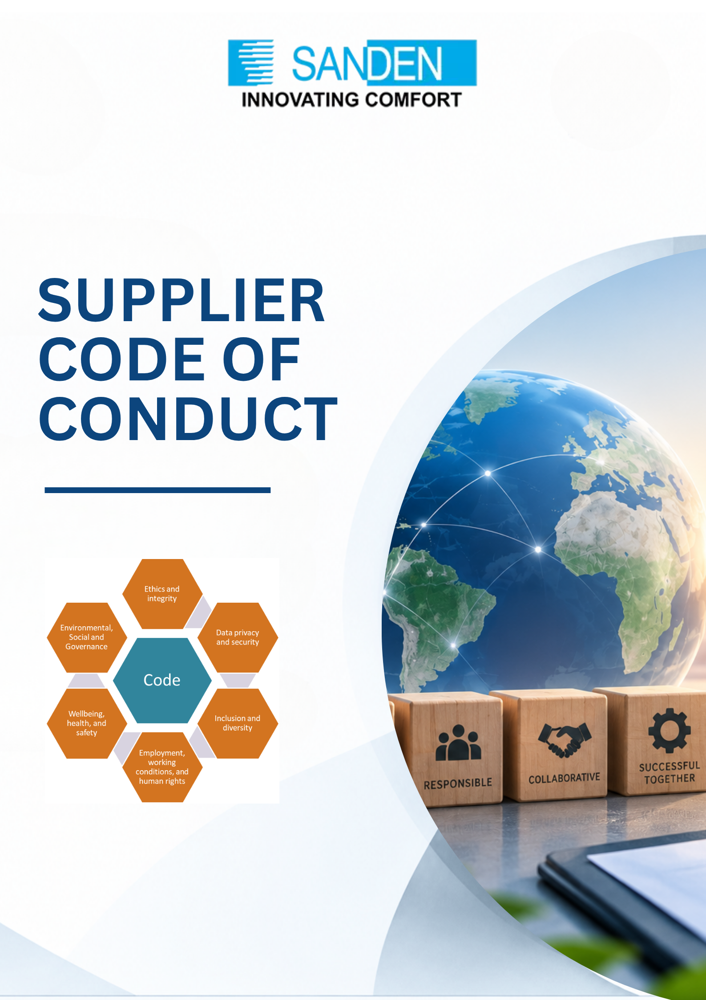 SANDEN
INNOVATING COMFORT
SUPPLIER
CODE OF
CONDUCT
Ethics and
integrity
Environmental,
Social and
Governance
Data privacy
and security
Code
Wellbeing,
health, and
safety
Inclusion and
diversity
Employment,
working
conditions, and
human rights
RESPONSIBLE
COLLABORATIVE
SUCCESSFUL
TOGETHER